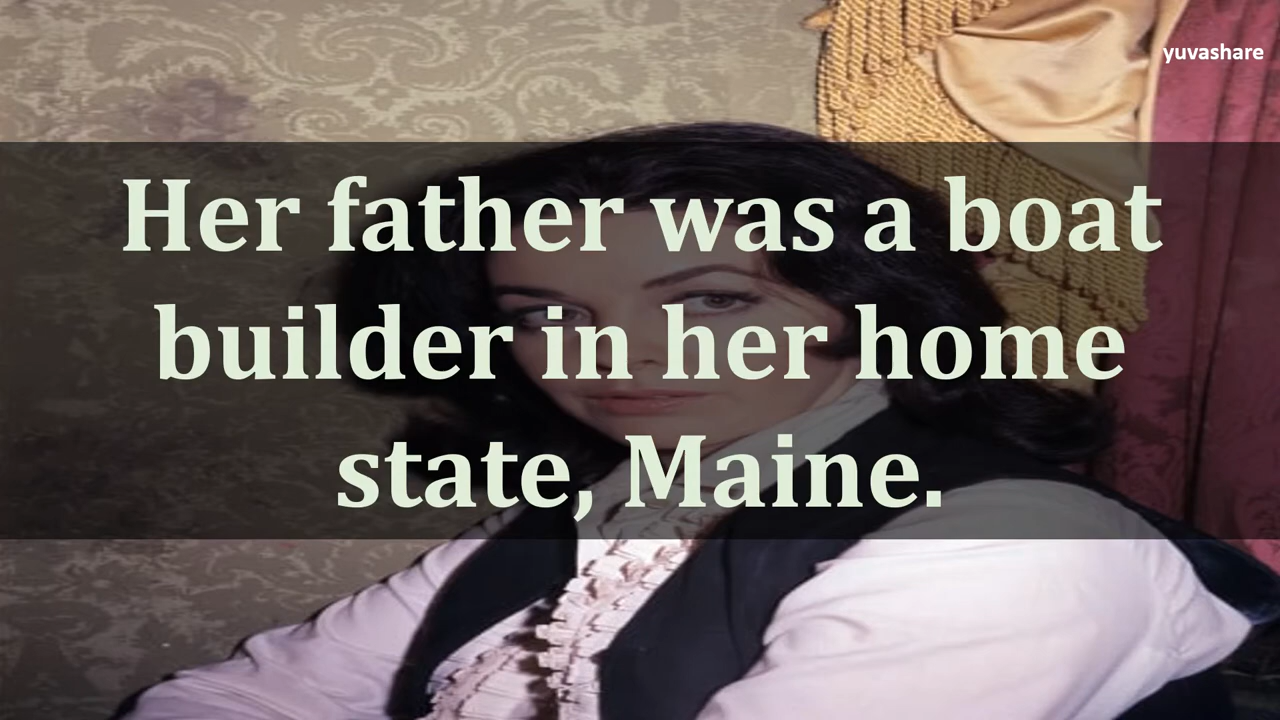 yuvashare
Her father was a boat
builder in her home
state, Maine.